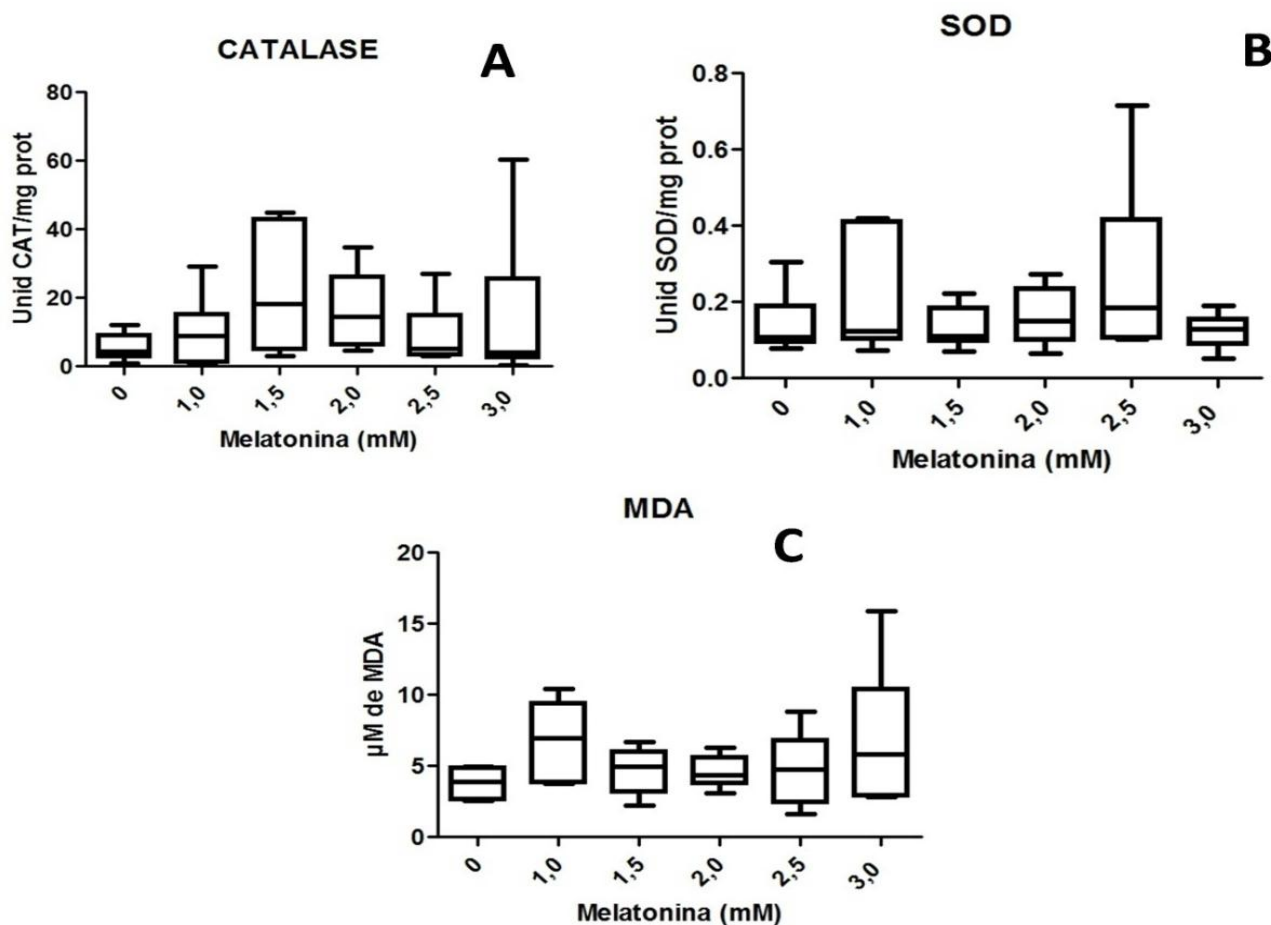 CATALASE
A
Unid CAT/mg prot
80
60
40
20
0
0
1,0
1,5
2,0
2,5
3,0
Melatonina (mM)
SOD
B
Unid SOD/mg prot
0.8
0.6
0.4
0.2
0.0
0
1,0
1,5
2,0
2,5
3,0
Melatonina (mM)
MDA
C
µM de MDA
20
15
10
5
0
0
1,0
1,5
2,0
2,5
3,0
Melatonina (mM)